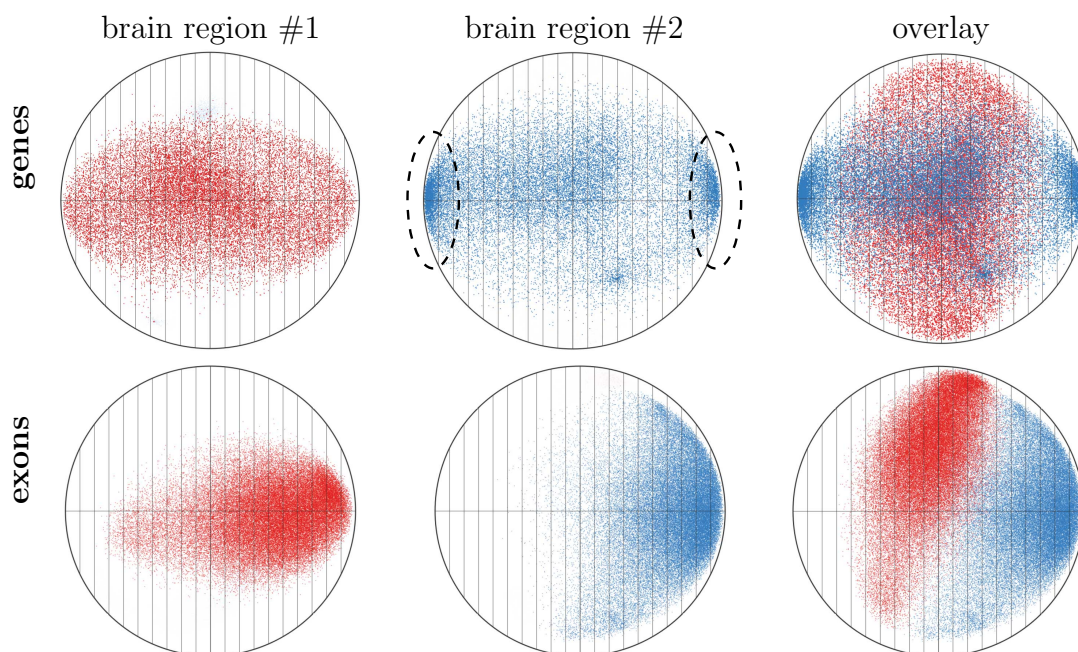 brain region #1
brain region #2
overlay
genes
exons